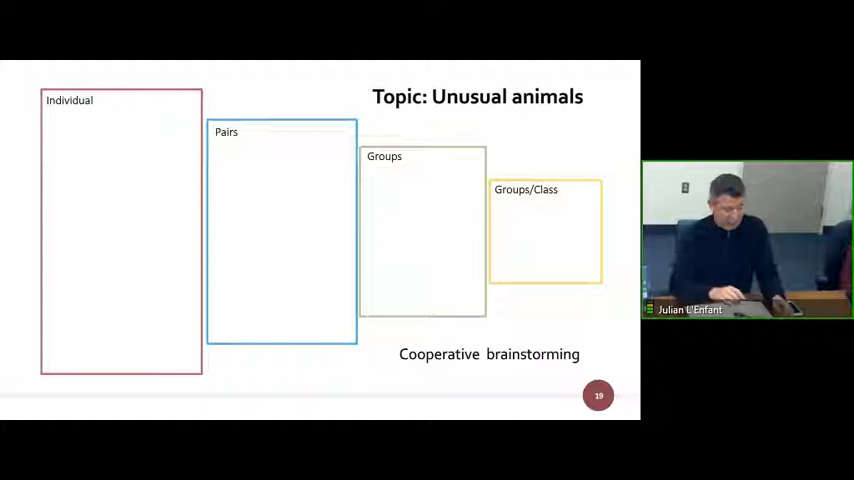 Topic: Unusual animals
Individual
Pairs
Groups
Groups/Class
Cooperative brainstorming
19
Julian L'Enfant